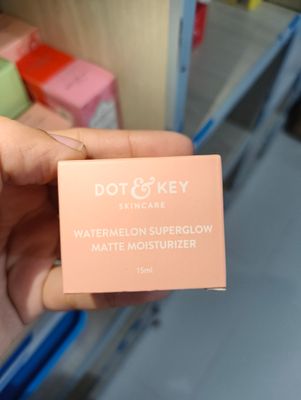 DOT & KEY
SKINCARE
WATERMELON SUPERGLOW
MATTE MOISTURIZER
15ml